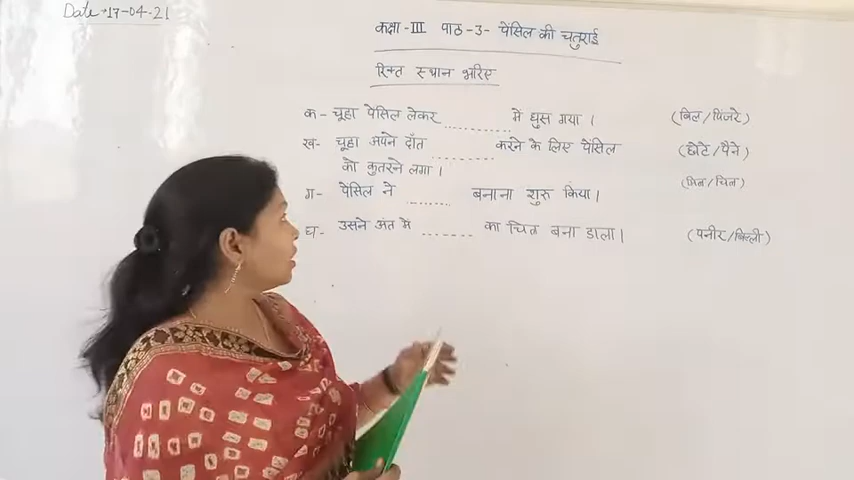 Date → 17-04-21
कक्षा -III पाठ -3- पेंसिल की चतुराई
रिक्त स्थान भरिए
क- चूहा पेंसिल लेकर ........... में घुस गया । (बिल/पिंजरे)
ख- चूहा अपने दाँत .......... करने के लिए पेंसिल (छोटे/पैने)
को कुतरने लगा ।
ग- पेंसिल ने ........ बनाना शुरू किया । (बिल/चित्र)
घ- उसने अंत में ........ का चित्र बना डाला । (पनीर/बिल्ली)